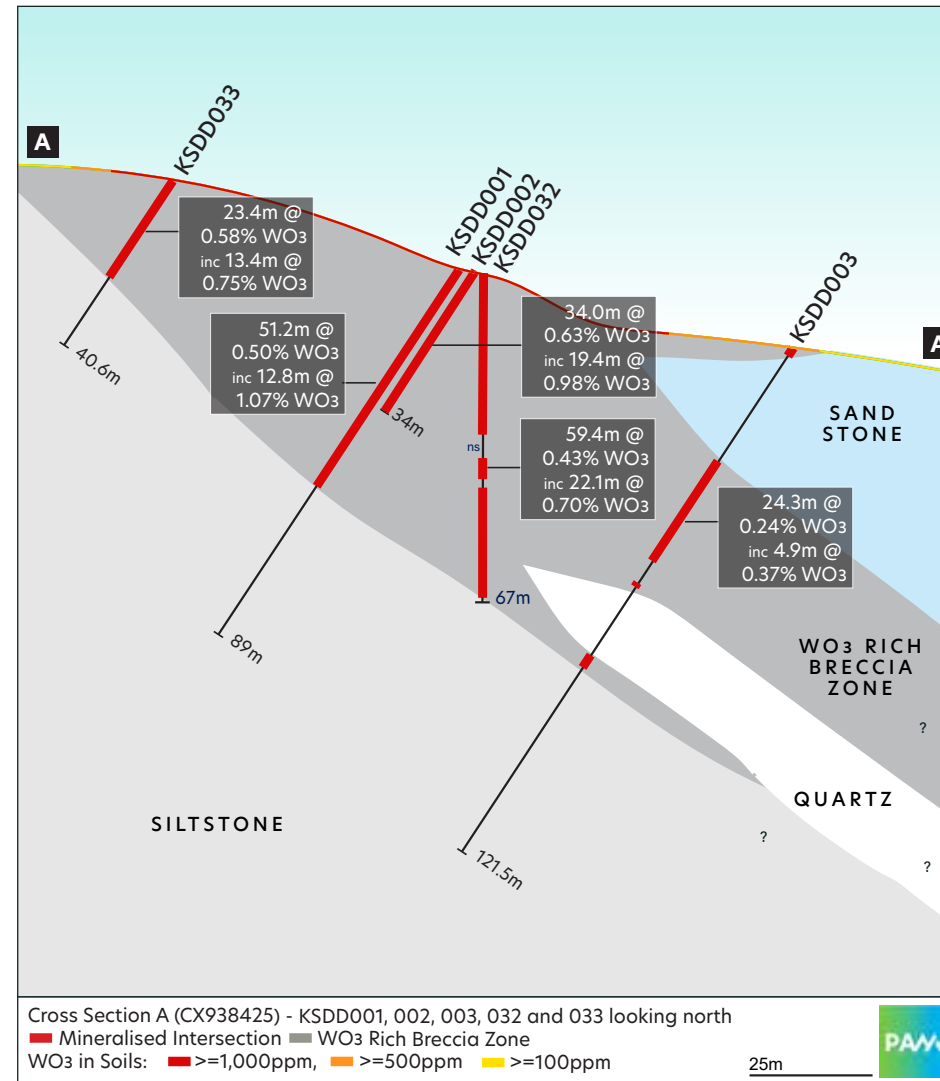 A
KSDD033
KSDD001
KSDD002
KSDD032
KSDD003
A
23.4m @
0.58% WO3
inc 13.4m @
0.75% WO3
51.2m @
0.50% WO3
inc 12.8m @
1.07% WO3
34.0m @
0.63% WO3
inc 19.4m @
0.98% WO3
59.4m @
0.43% WO3
inc 22.1m @
0.70% WO3
24.3m @
0.24% WO3
inc 4.9m @
0.37% WO3
40.6m
34m
ns
67m
89m
121.5m
SAND
STONE
WO3 RICH
BRECCIA
ZONE
?
QUARTZ
?
?
SILTSTONE
Cross Section A (CX938425) - KSDD001, 002, 003, 032 and 033 looking north
Mineralised Intersection WO3 Rich Breccia Zone
WO3 in Soils: >=1,000ppm, >=500ppm >=100ppm
25m